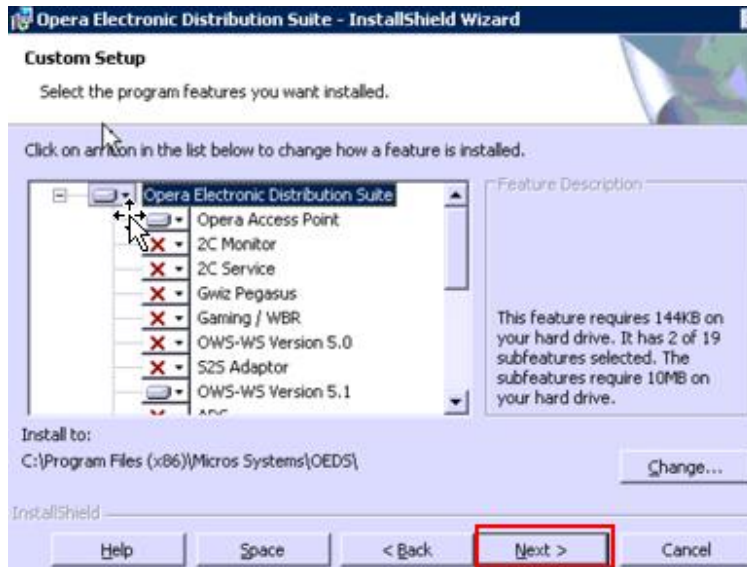 Opera Electronic Distribution Suite - InstallShield Wizard
Custom Setup
Select the program features you want installed.
Click on an icon in the list below to change how a feature is installed.
Opera Electronic Distribution Suite
Opera Access Point
2C Monitor
2C Service
Gwiz Pegasus
Gaming / WBR
OWS-WS Version 5.0
S2S Adaptor
OWS-WS Version 5.1
Feature Description
This feature requires 144KB on
your hard drive. It has 2 of 19
subfeatures selected. The
subfeatures require 10MB on
your hard drive.
Install to:
C:\Program Files (x86)\Micros Systems\OEDS\
Change...
InstallShield
Help
Space
< Back
Next >
Cancel